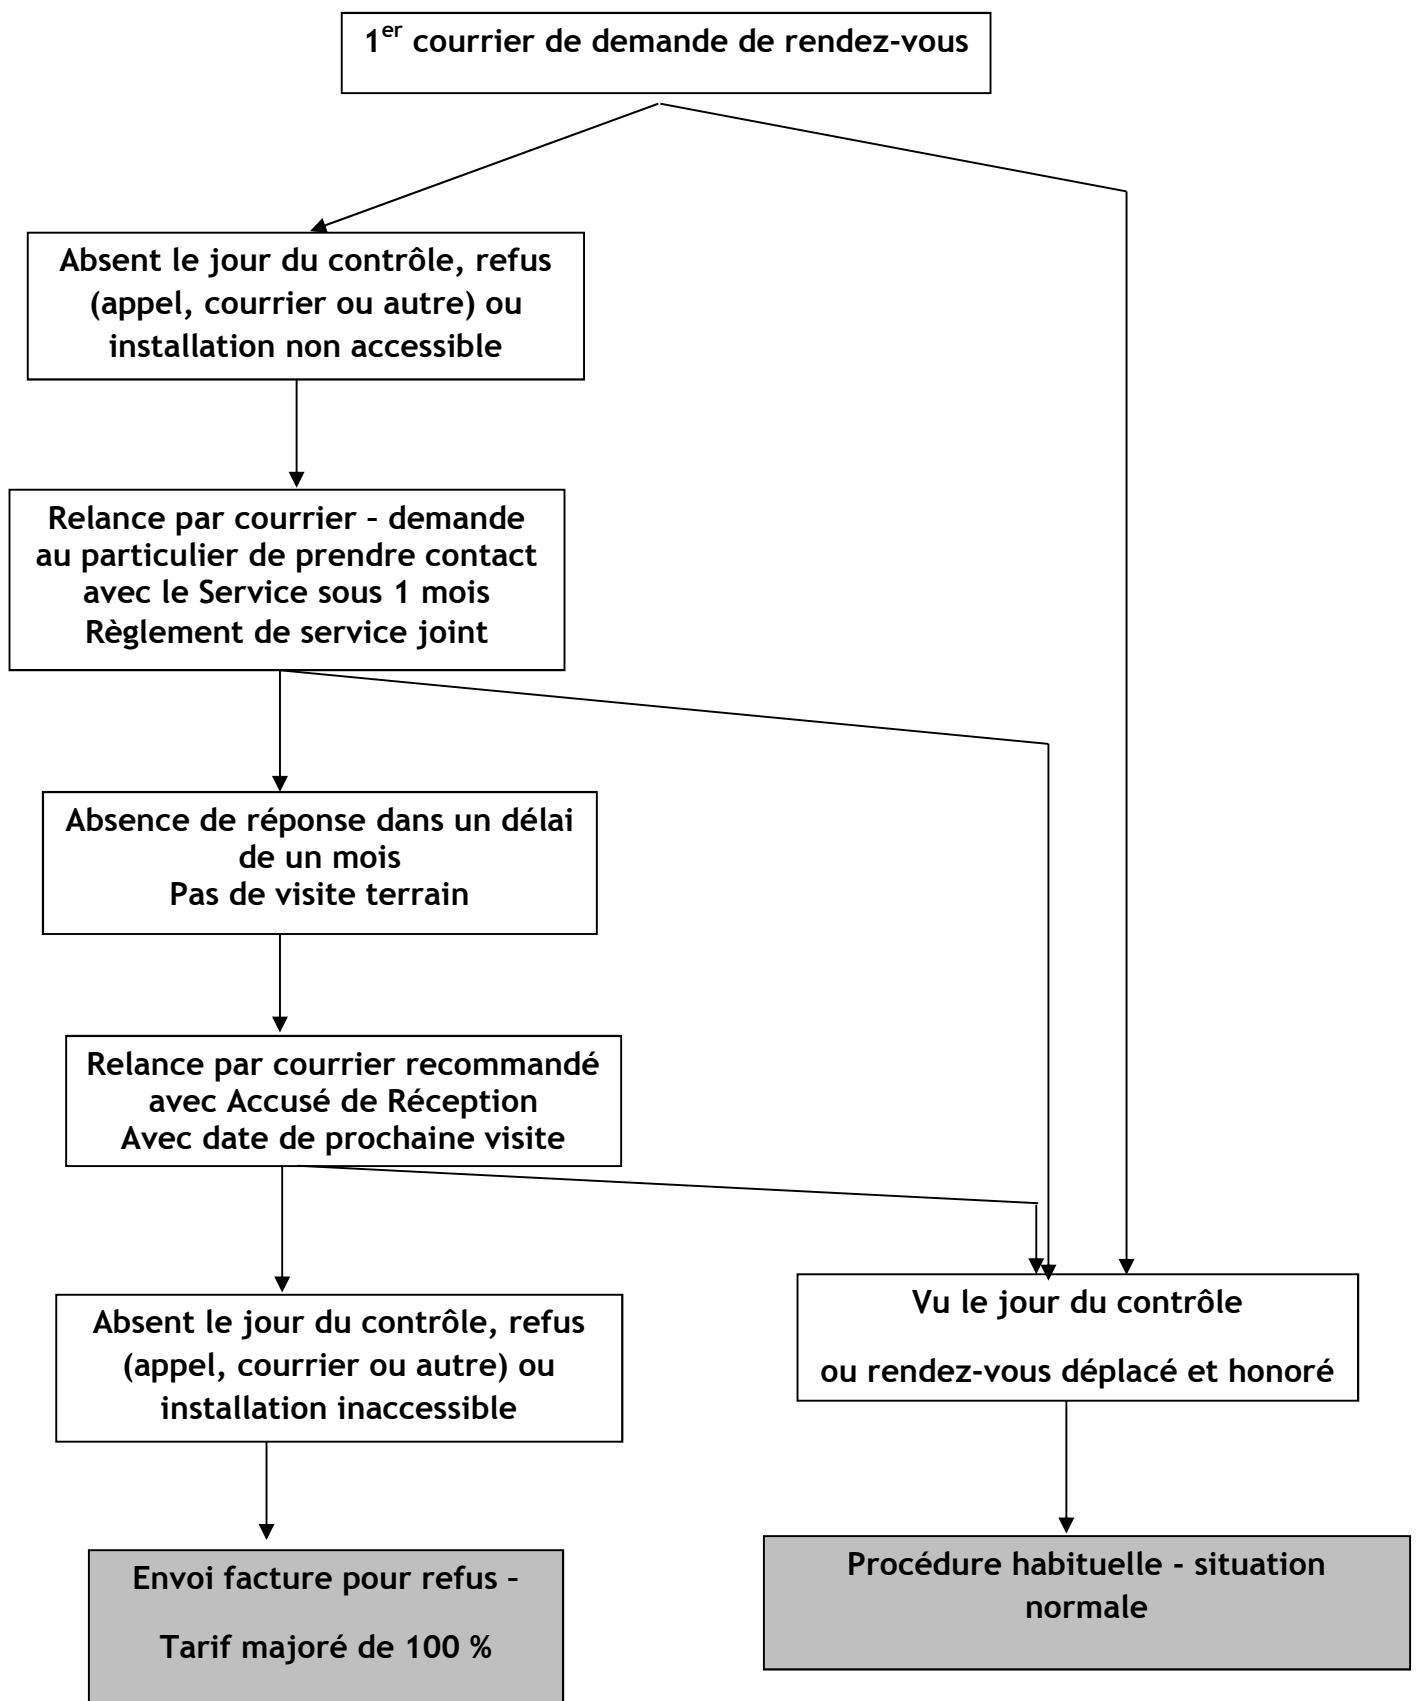 1er courrier de demande de rendez-vous
Absent le jour du contrôle, refus
(appel, courrier ou autre) ou
installation non accessible
Relance par courrier – demande
au particulier de prendre contact
avec le Service sous 1 mois
Règlement de service joint
Absence de réponse dans un délai
de un mois
Pas de visite terrain
Relance par courrier recommandé
avec Accusé de Réception
Avec date de prochaine visite
Absent le jour du contrôle, refus
(appel, courrier ou autre) ou
installation inaccessible
Vu le jour du contrôle
ou rendez-vous déplacé et honoré
Envoi facture pour refus –
Tarif majoré de 100 %
Procédure habituelle - situation
normale